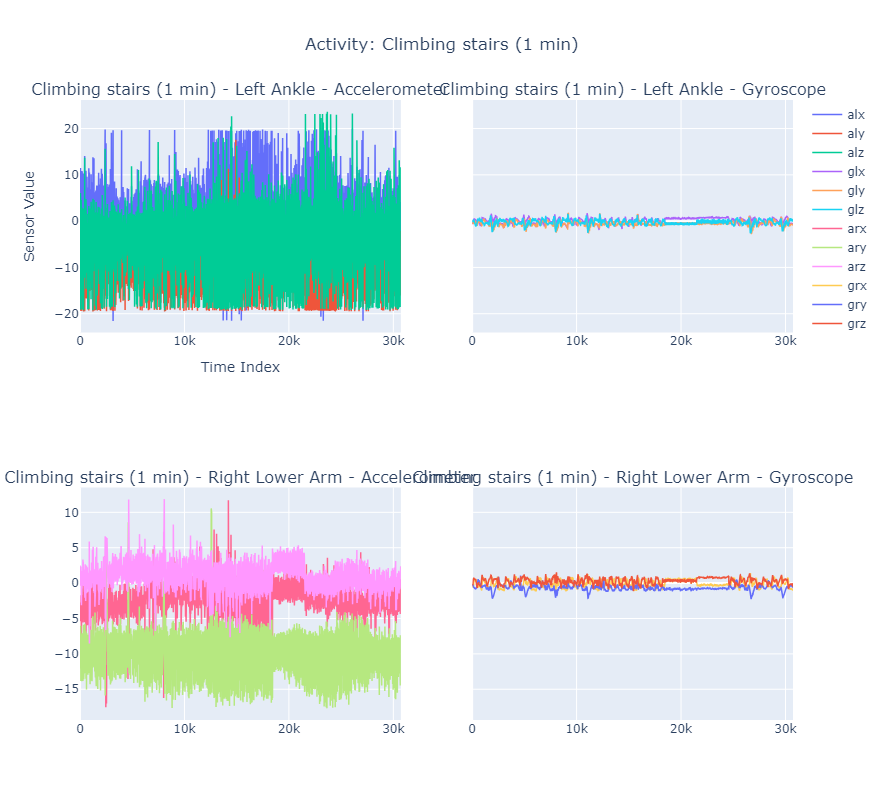 Activity: Climbing stairs (1 min)
Climbing stairs (1 min) - Left Ankle - Accelerometer
Climbing stairs (1 min) - Left Ankle - Gyroscope
20
10
0
−10
−20
Sensor Value
0
10k
20k
30k
Time Index
0
10k
20k
30k
alx
aly
alz
glx
gly
glz
arx
ary
arz
grx
gry
grz
Climbing stairs (1 min) - Right Lower Arm - Accelerometer
Climbing stairs (1 min) - Right Lower Arm - Gyroscope
10
5
0
−5
−10
−15
0
10k
20k
30k
0
10k
20k
30k